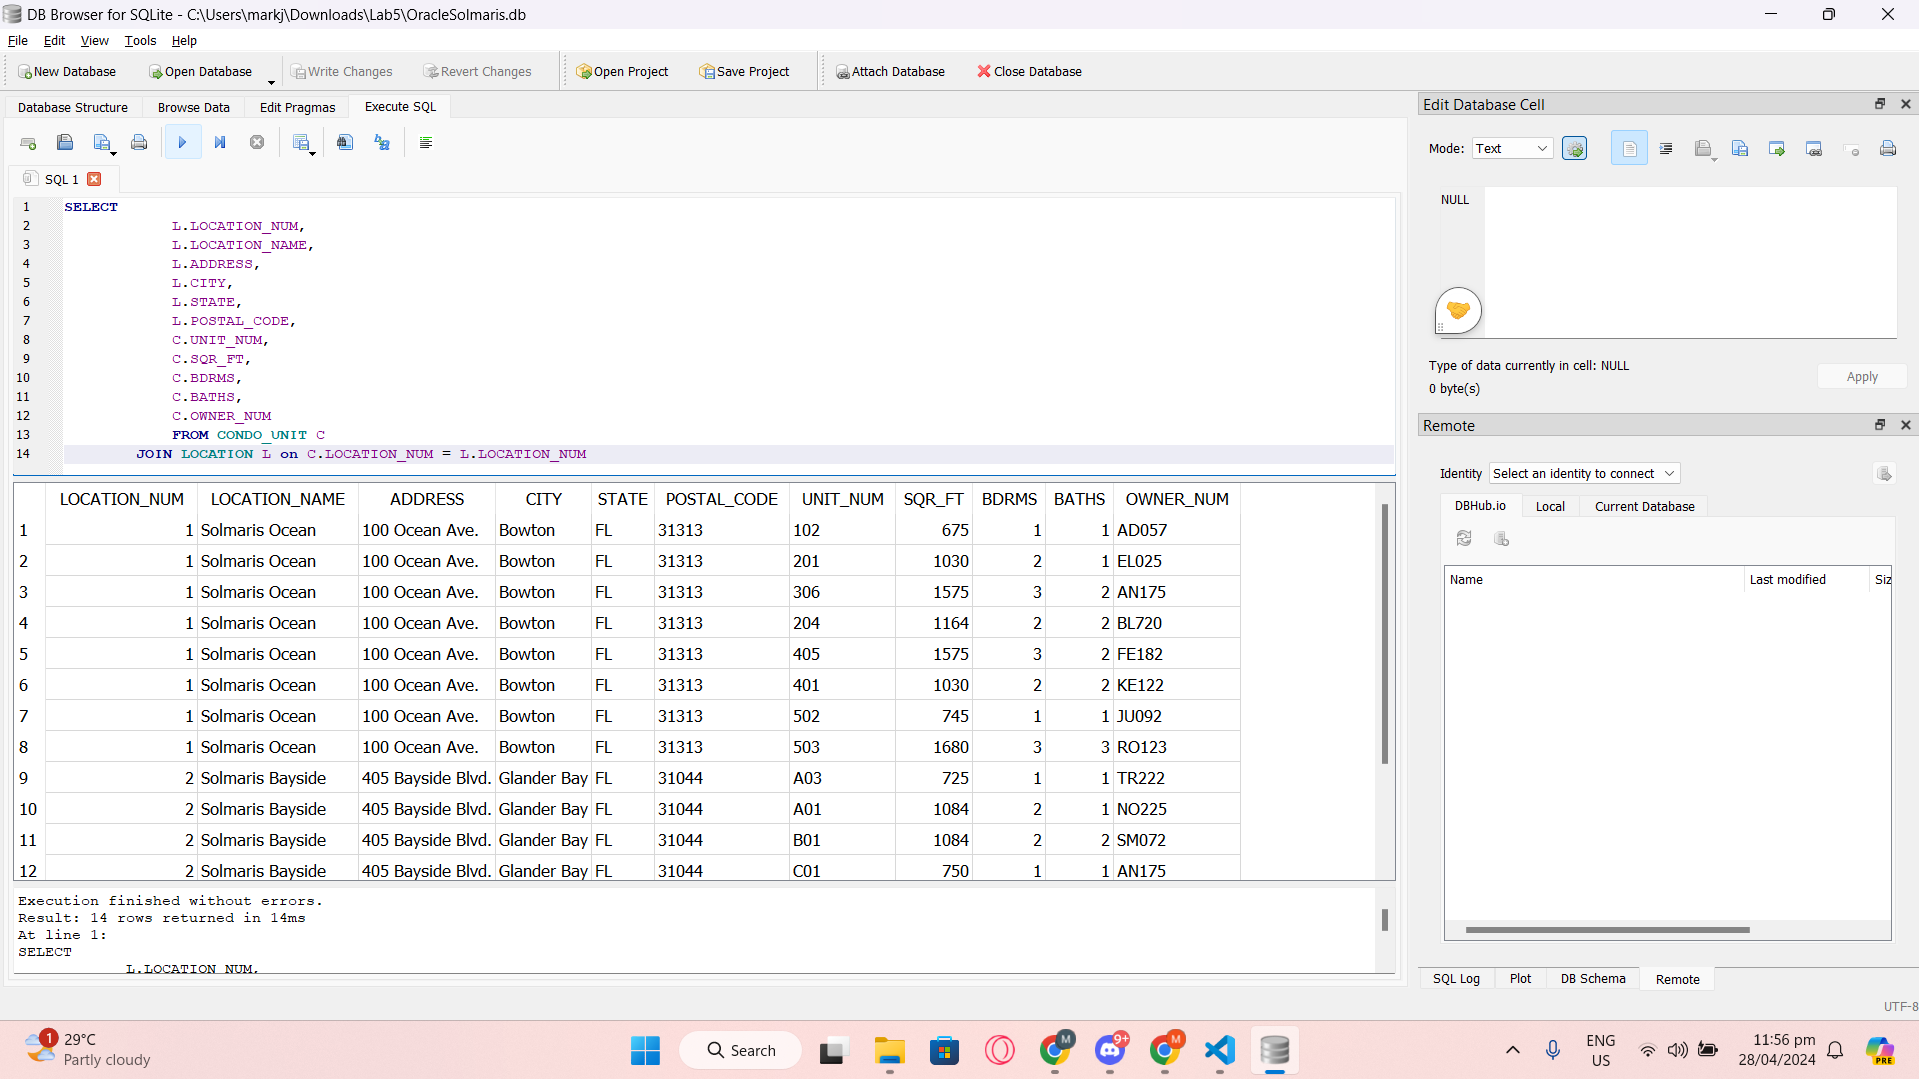 DB Browser for SQLite - C:\Users\markj\Downloads\Lab5\OracleSolmaris.db
File Edit View Tools Help
New Database Open Database Write Changes Revert Changes Open Project Save Project Attach Database Close Database
Database Structure Browse Data Edit Pragmas Execute SQL
SQL 1
1 SELECT
2 L.LOCATION_NUM,
3 L.LOCATION_NAME,
4 L.ADDRESS,
5 L.CITY,
6 L.STATE,
7 L.POSTAL_CODE,
8 C.UNIT_NUM,
9 C.SQR_FT,
10 C.BDRMS,
11 C.BATHS,
12 C.OWNER_NUM
13 FROM CONDO_UNIT C
14 JOIN LOCATION L on C.LOCATION_NUM = L.LOCATION_NUM
LOCATION_NUM LOCATION_NAME ADDRESS CITY STATE POSTAL_CODE UNIT_NUM SQR_FT BDRMS BATHS OWNER_NUM
1 1 Solmaris Ocean 100 Ocean Ave. Bowton FL 31313 102 675 1 1 AD057
2 1 Solmaris Ocean 100 Ocean Ave. Bowton FL 31313 201 1030 2 1 EL025
3 1 Solmaris Ocean 100 Ocean Ave. Bowton FL 31313 306 1575 3 2 AN175
4 1 Solmaris Ocean 100 Ocean Ave. Bowton FL 31313 204 1164 2 2 BL720
5 1 Solmaris Ocean 100 Ocean Ave. Bowton FL 31313 405 1575 3 2 FE182
6 1 Solmaris Ocean 100 Ocean Ave. Bowton FL 31313 401 1030 2 2 KE122
7 1 Solmaris Ocean 100 Ocean Ave. Bowton FL 31313 502 745 1 1 JU092
8 1 Solmaris Ocean 100 Ocean Ave. Bowton FL 31313 503 1680 3 3 RO123
9 2 Solmaris Bayside 405 Bayside Blvd. Glander Bay FL 31044 A03 725 1 1 TR222
10 2 Solmaris Bayside 405 Bayside Blvd. Glander Bay FL 31044 A01 1084 2 1 NO225
11 2 Solmaris Bayside 405 Bayside Blvd. Glander Bay FL 31044 B01 1084 2 2 SM072
12 2 Solmaris Bayside 405 Bayside Blvd. Glander Bay FL 31044 C01 750 1 1 AN175
Execution finished without errors.
Result: 14 rows returned in 14ms
At line 1:
SELECT
L.LOCATION_NUM,
Edit Database Cell
Mode: Text
NULL
Type of data currently in cell: NULL
0 byte(s)
Apply
Remote
Identity Select an identity to connect
DBHub.io Local Current Database
Name Last modified Siz
SQL Log Plot DB Schema Remote
UTF-8
1 29°C
Partly cloudy
Search
M
9+
M
ENG
US
11:56 pm
28/04/2024
PRE